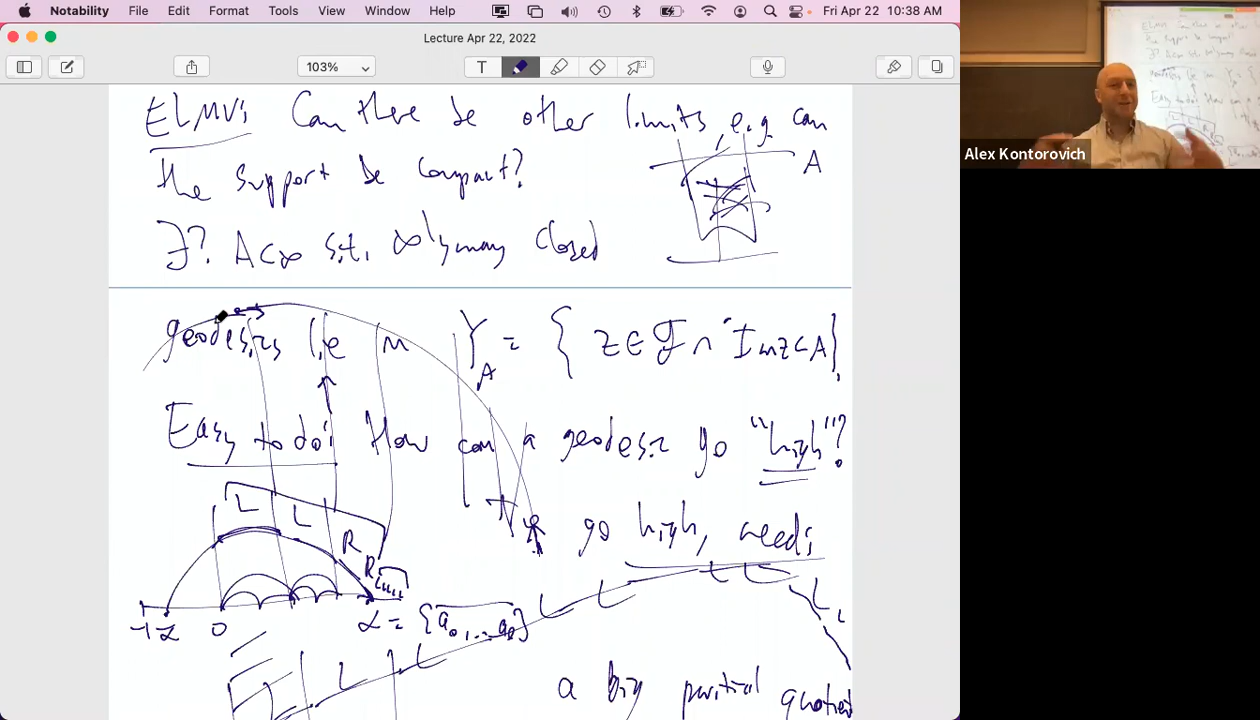 Notability File Edit Format Tools View Window Help Fri Apr 22 10:38 AM
Lecture Apr 22, 2022
103%
T
ELMV: Can there be other limits, e.g. can
the support be compact?
A
∃? A<∞ s.t. ∞'ly many closed
geodesics lie in Y_A = { z ∈ F ∩ Im z < A }.
Easy to do: How can a geodesic go "high"?
go high, needs
L L R R
-1/α 0 α = {a_0, ... a_ℓ}
L L L L L
L L
a big partial quotient
Alex Kontorovich